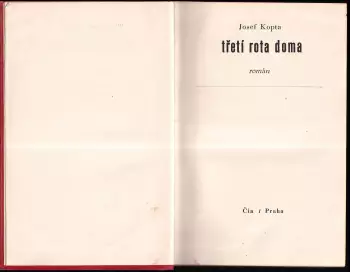 Josef Kopta
třetí rota doma
román
Čin / Praha